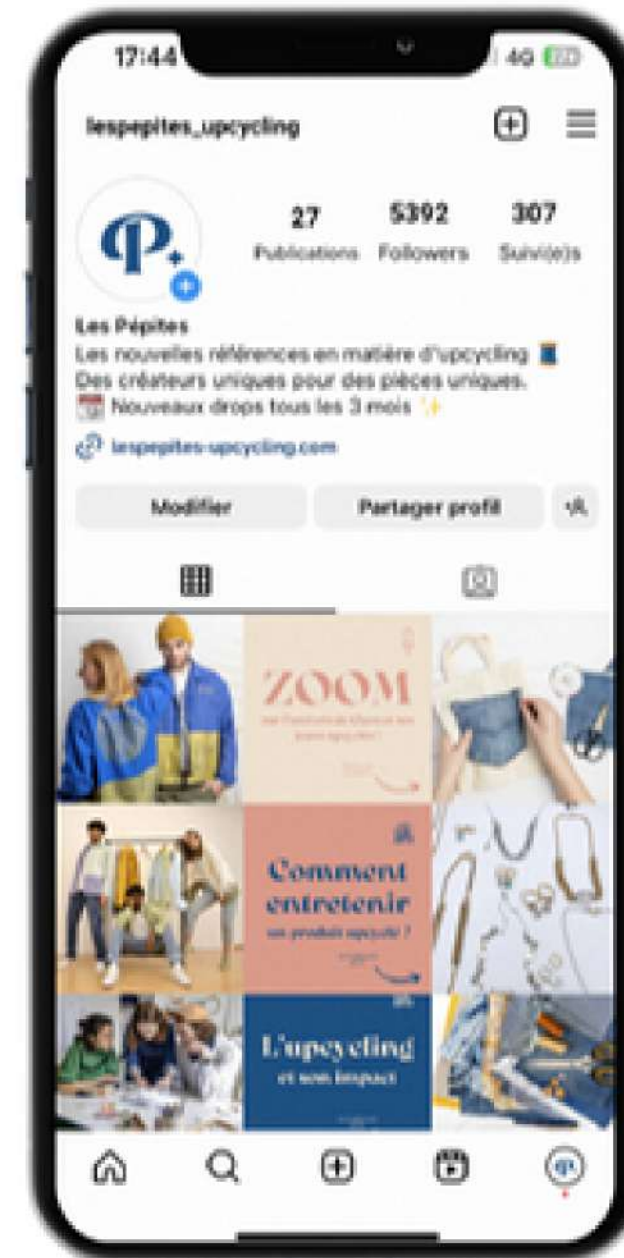 17:44
4G
lespepites_upcycling
27
5392
307
Publications
Followers
Suivi(e)s
Les Pépites
Les nouvelles références en matière d'upcycling
Des créateurs uniques pour des pièces uniques.
Nouveaux drops tous les 3 mois
lespepites-upcycling.com
Modifier
Partager profil
ZOOM
Comment
entretenir
un produit upcyclé ?
L'upcycling
et son impact